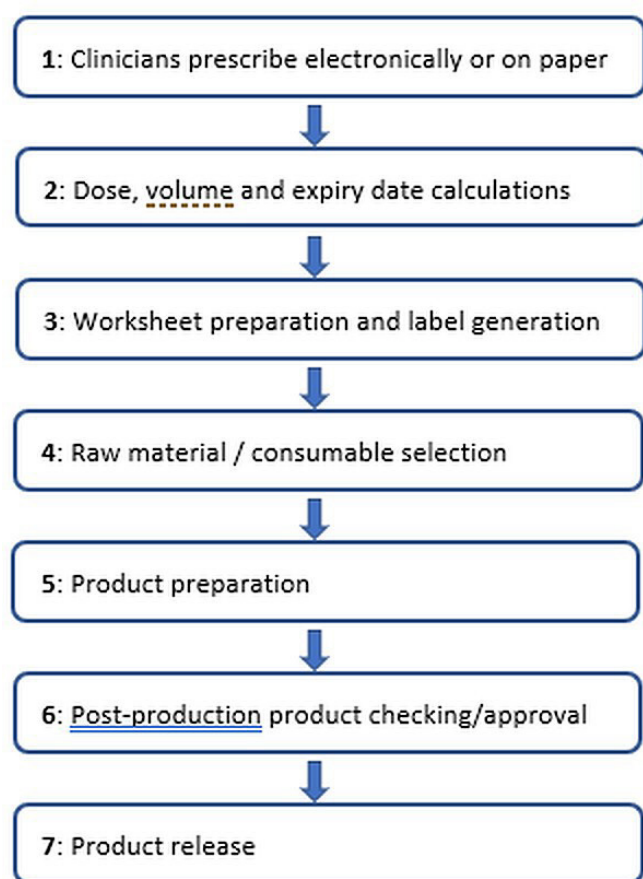 1: Clinicians prescribe electronically or on paper
2: Dose, volume and expiry date calculations
3: Worksheet preparation and label generation
4: Raw material / consumable selection
5: Product preparation
6: Post-production product checking/approval
7: Product release